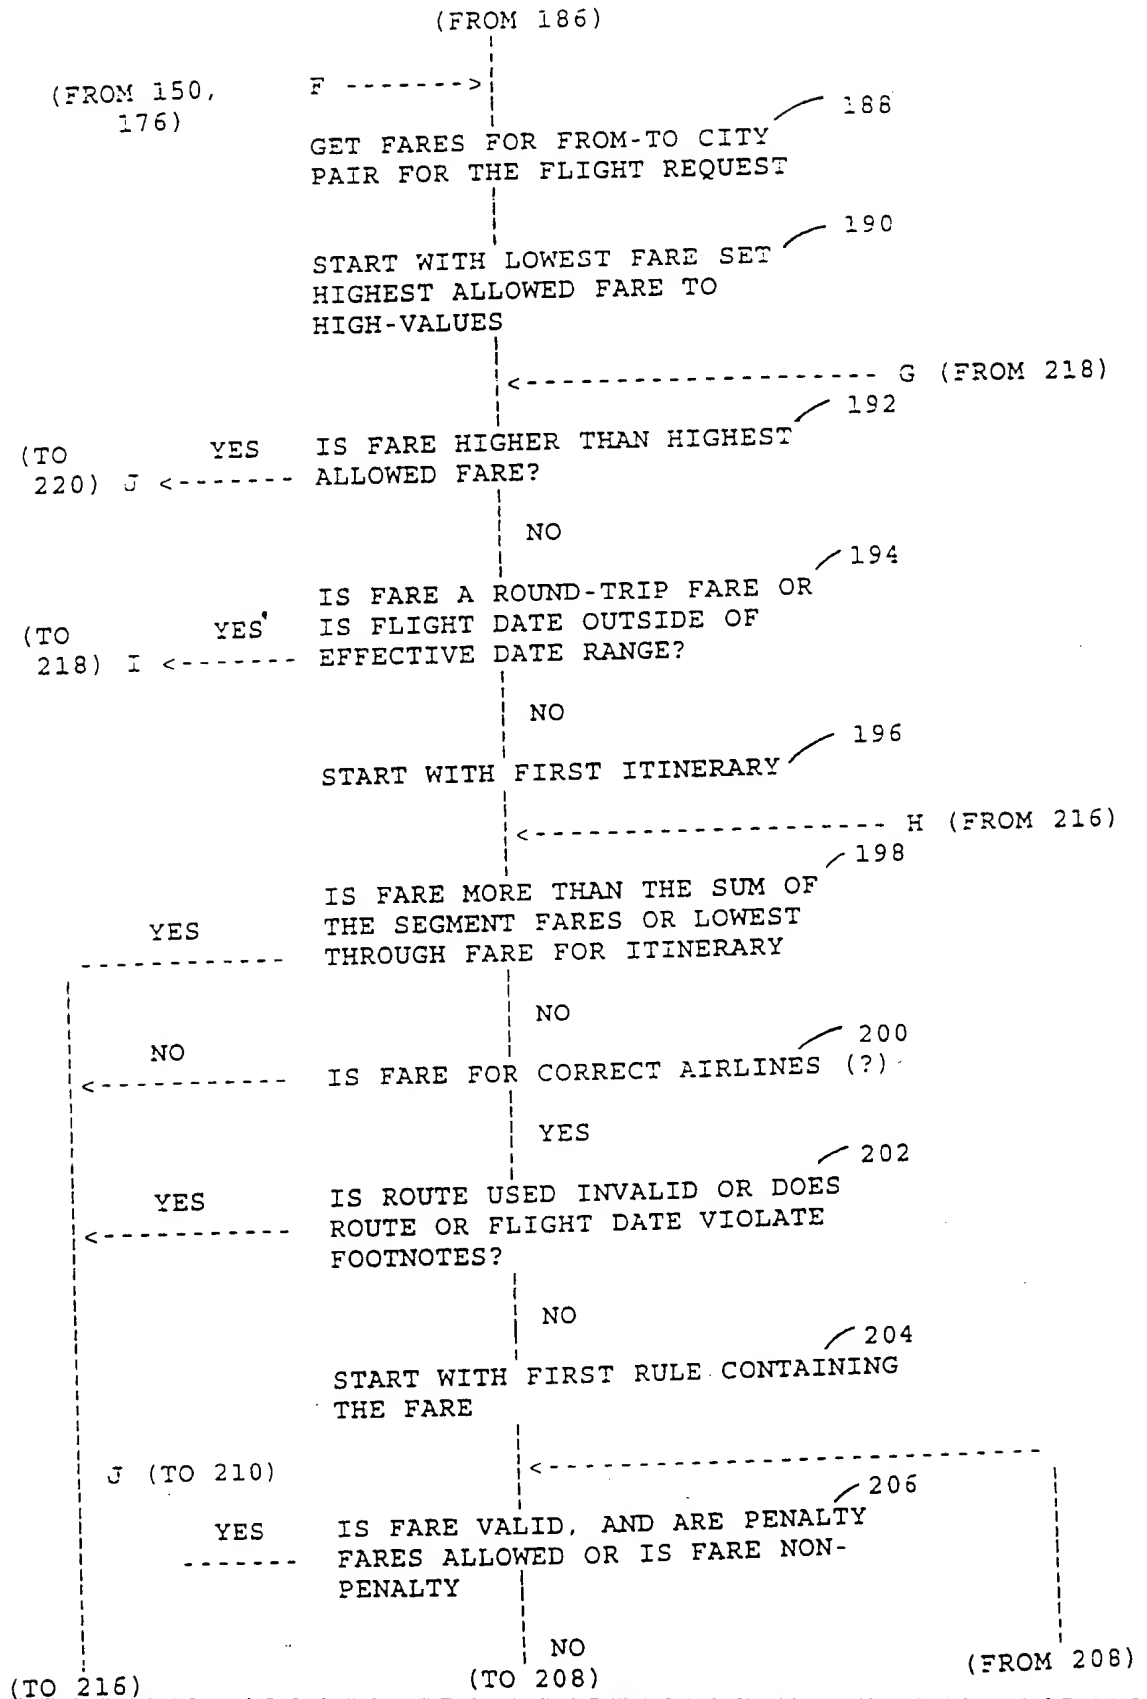 (FROM 186)
(FROM 150,
176)
F ------->
188
GET FARES FOR FROM-TO CITY
PAIR FOR THE FLIGHT REQUEST
190
START WITH LOWEST FARE SET
HIGHEST ALLOWED FARE TO
HIGH-VALUES
<-------------------- G (FROM 218)
192
(TO
220) J <-------
YES
IS FARE HIGHER THAN HIGHEST
ALLOWED FARE?
NO
194
(TO
218) I <-------
YES
IS FARE A ROUND-TRIP FARE OR
IS FLIGHT DATE OUTSIDE OF
EFFECTIVE DATE RANGE?
NO
196
START WITH FIRST ITINERARY
<-------------------- H (FROM 216)
198
YES
IS FARE MORE THAN THE SUM OF
THE SEGMENT FARES OR LOWEST
THROUGH FARE FOR ITINERARY
NO
200
NO
IS FARE FOR CORRECT AIRLINES (?)
YES
202
YES
IS ROUTE USED INVALID OR DOES
ROUTE OR FLIGHT DATE VIOLATE
FOOTNOTES?
NO
204
START WITH FIRST RULE CONTAINING
THE FARE
J (TO 210)
206
YES
IS FARE VALID, AND ARE PENALTY
FARES ALLOWED OR IS FARE NON-
PENALTY
NO
(TO 216)
(TO 208)
(FROM 208)